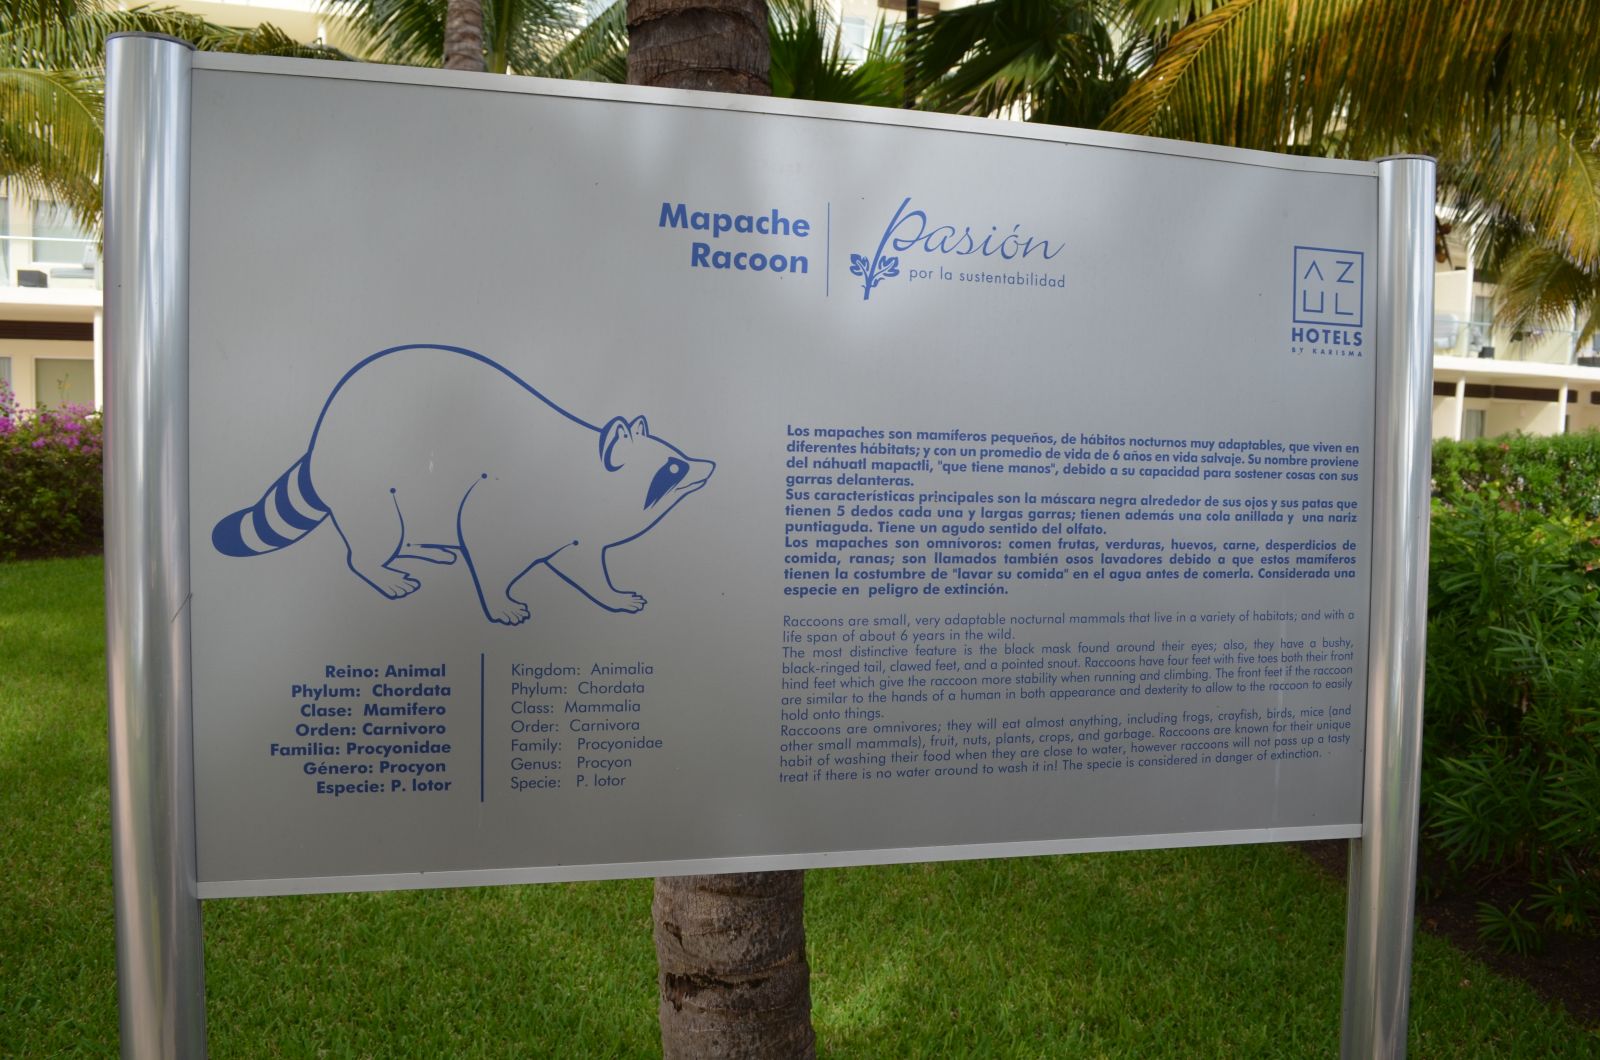 Mapache
Racoon
Pasión
por la sustentabilidad
AZ
UL
HOTELS
BY KARISMA
Los mapaches son mamíferos pequeños, de hábitos nocturnos muy adaptables, que viven en
diferentes hábitats; y con un promedio de vida de 6 años en vida salvaje. Su nombre proviene
del náhuatl mapactli, "que tiene manos", debido a su capacidad para sostener cosas con sus
garras delanteras.
Sus características principales son la máscara negra alrededor de sus ojos y sus patas que
tienen 5 dedos cada una y largas garras; tienen además una cola anillada y una nariz
puntiaguda. Tiene un agudo sentido del olfato.
Los mapaches son omnívoros: comen frutas, verduras, huevos, carne, desperdicios de
comida, ranas; son llamados también osos lavadores debido a que estos mamíferos
tienen la costumbre de "lavar su comida" en el agua antes de comerla. Considerada una
especie en peligro de extinción.
Raccoons are small, very adaptable nocturnal mammals that live in a variety of habitats; and with a
life span of about 6 years in the wild.
The most distinctive feature is the black mask found around their eyes; also, they have a bushy,
black-ringed tail, clawed feet, and a pointed snout. Raccoons have four feet with five toes both their front
hind feet which give the raccoon more stability when running and climbing. The front feet if the raccoon
are similar to the hands of a human in both appearance and dexterity to allow to the raccoon to easily
hold onto things.
Raccoons are omnivores; they will eat almost anything, including frogs, crayfish, birds, mice (and
other small mammals), fruit, nuts, plants, crops, and garbage. Raccoons are known for their unique
habit of washing their food when they are close to water, however raccoons will not pass up a tasty
treat if there is no water around to wash it in! The specie is considered in danger of extinction.
Reino: Animal
Phylum: Chordata
Clase: Mamifero
Orden: Carnivoro
Familia: Procyonidae
Género: Procyon
Especie: P. lotor
Kingdom: Animalia
Phylum: Chordata
Class: Mammalia
Order: Carnivora
Family: Procyonidae
Genus: Procyon
Specie: P. lotor